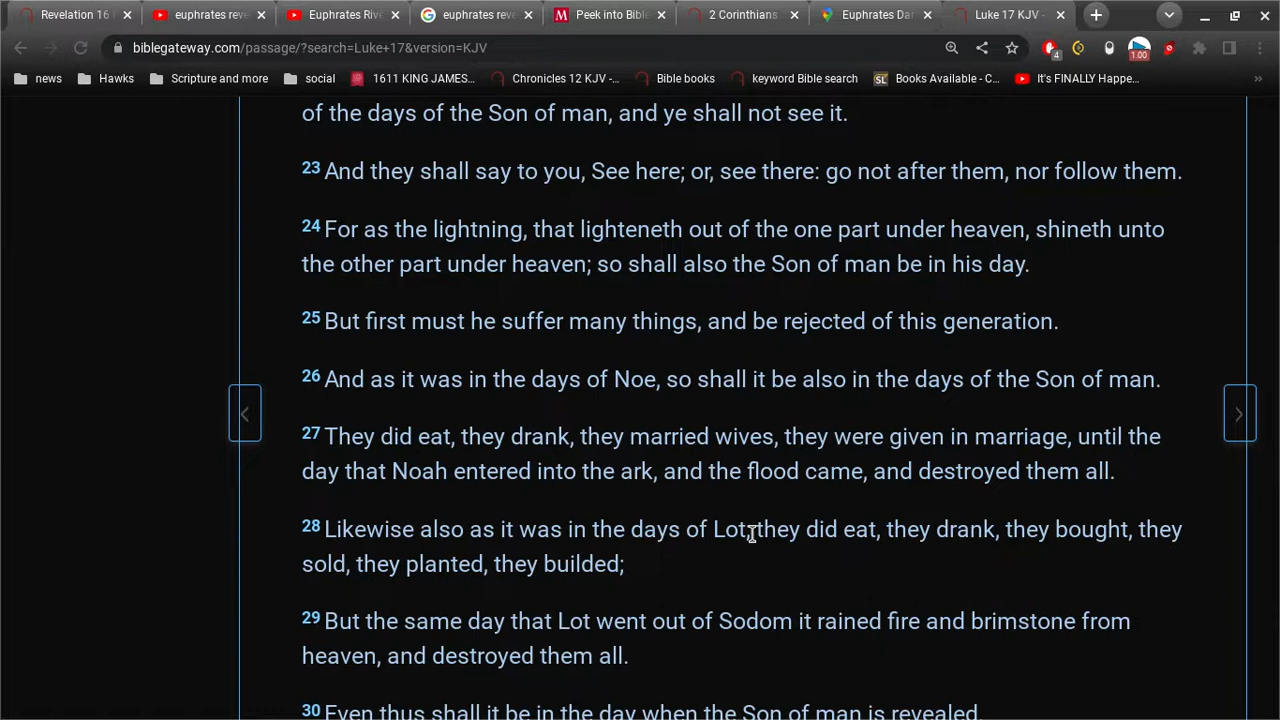 Revelation 16
euphrates reve
Euphrates Rive
euphrates reve
Peek into Bible
2 Corinthians
Euphrates Dar
Luke 17 KJV -
biblegateway.com/passage/?search=Luke+17&version=KJV
4
1.00
news
Hawks
Scripture and more
social
1611 KING JAMES...
Chronicles 12 KJV -...
Bible books
keyword Bible search
SL
Books Available - C...
It's FINALLY Happe...
of the days of the Son of man, and ye shall not see it.
23 And they shall say to you, See here; or, see there: go not after them, nor follow them.
24 For as the lightning, that lighteneth out of the one part under heaven, shineth unto
the other part under heaven; so shall also the Son of man be in his day.
25 But first must he suffer many things, and be rejected of this generation.
26 And as it was in the days of Noe, so shall it be also in the days of the Son of man.
27 They did eat, they drank, they married wives, they were given in marriage, until the
day that Noah entered into the ark, and the flood came, and destroyed them all.
28 Likewise also as it was in the days of Lot; they did eat, they drank, they bought, they
sold, they planted, they builded;
29 But the same day that Lot went out of Sodom it rained fire and brimstone from
heaven, and destroyed them all.
30 Even thus shall it be in the day when the Son of man is revealed.